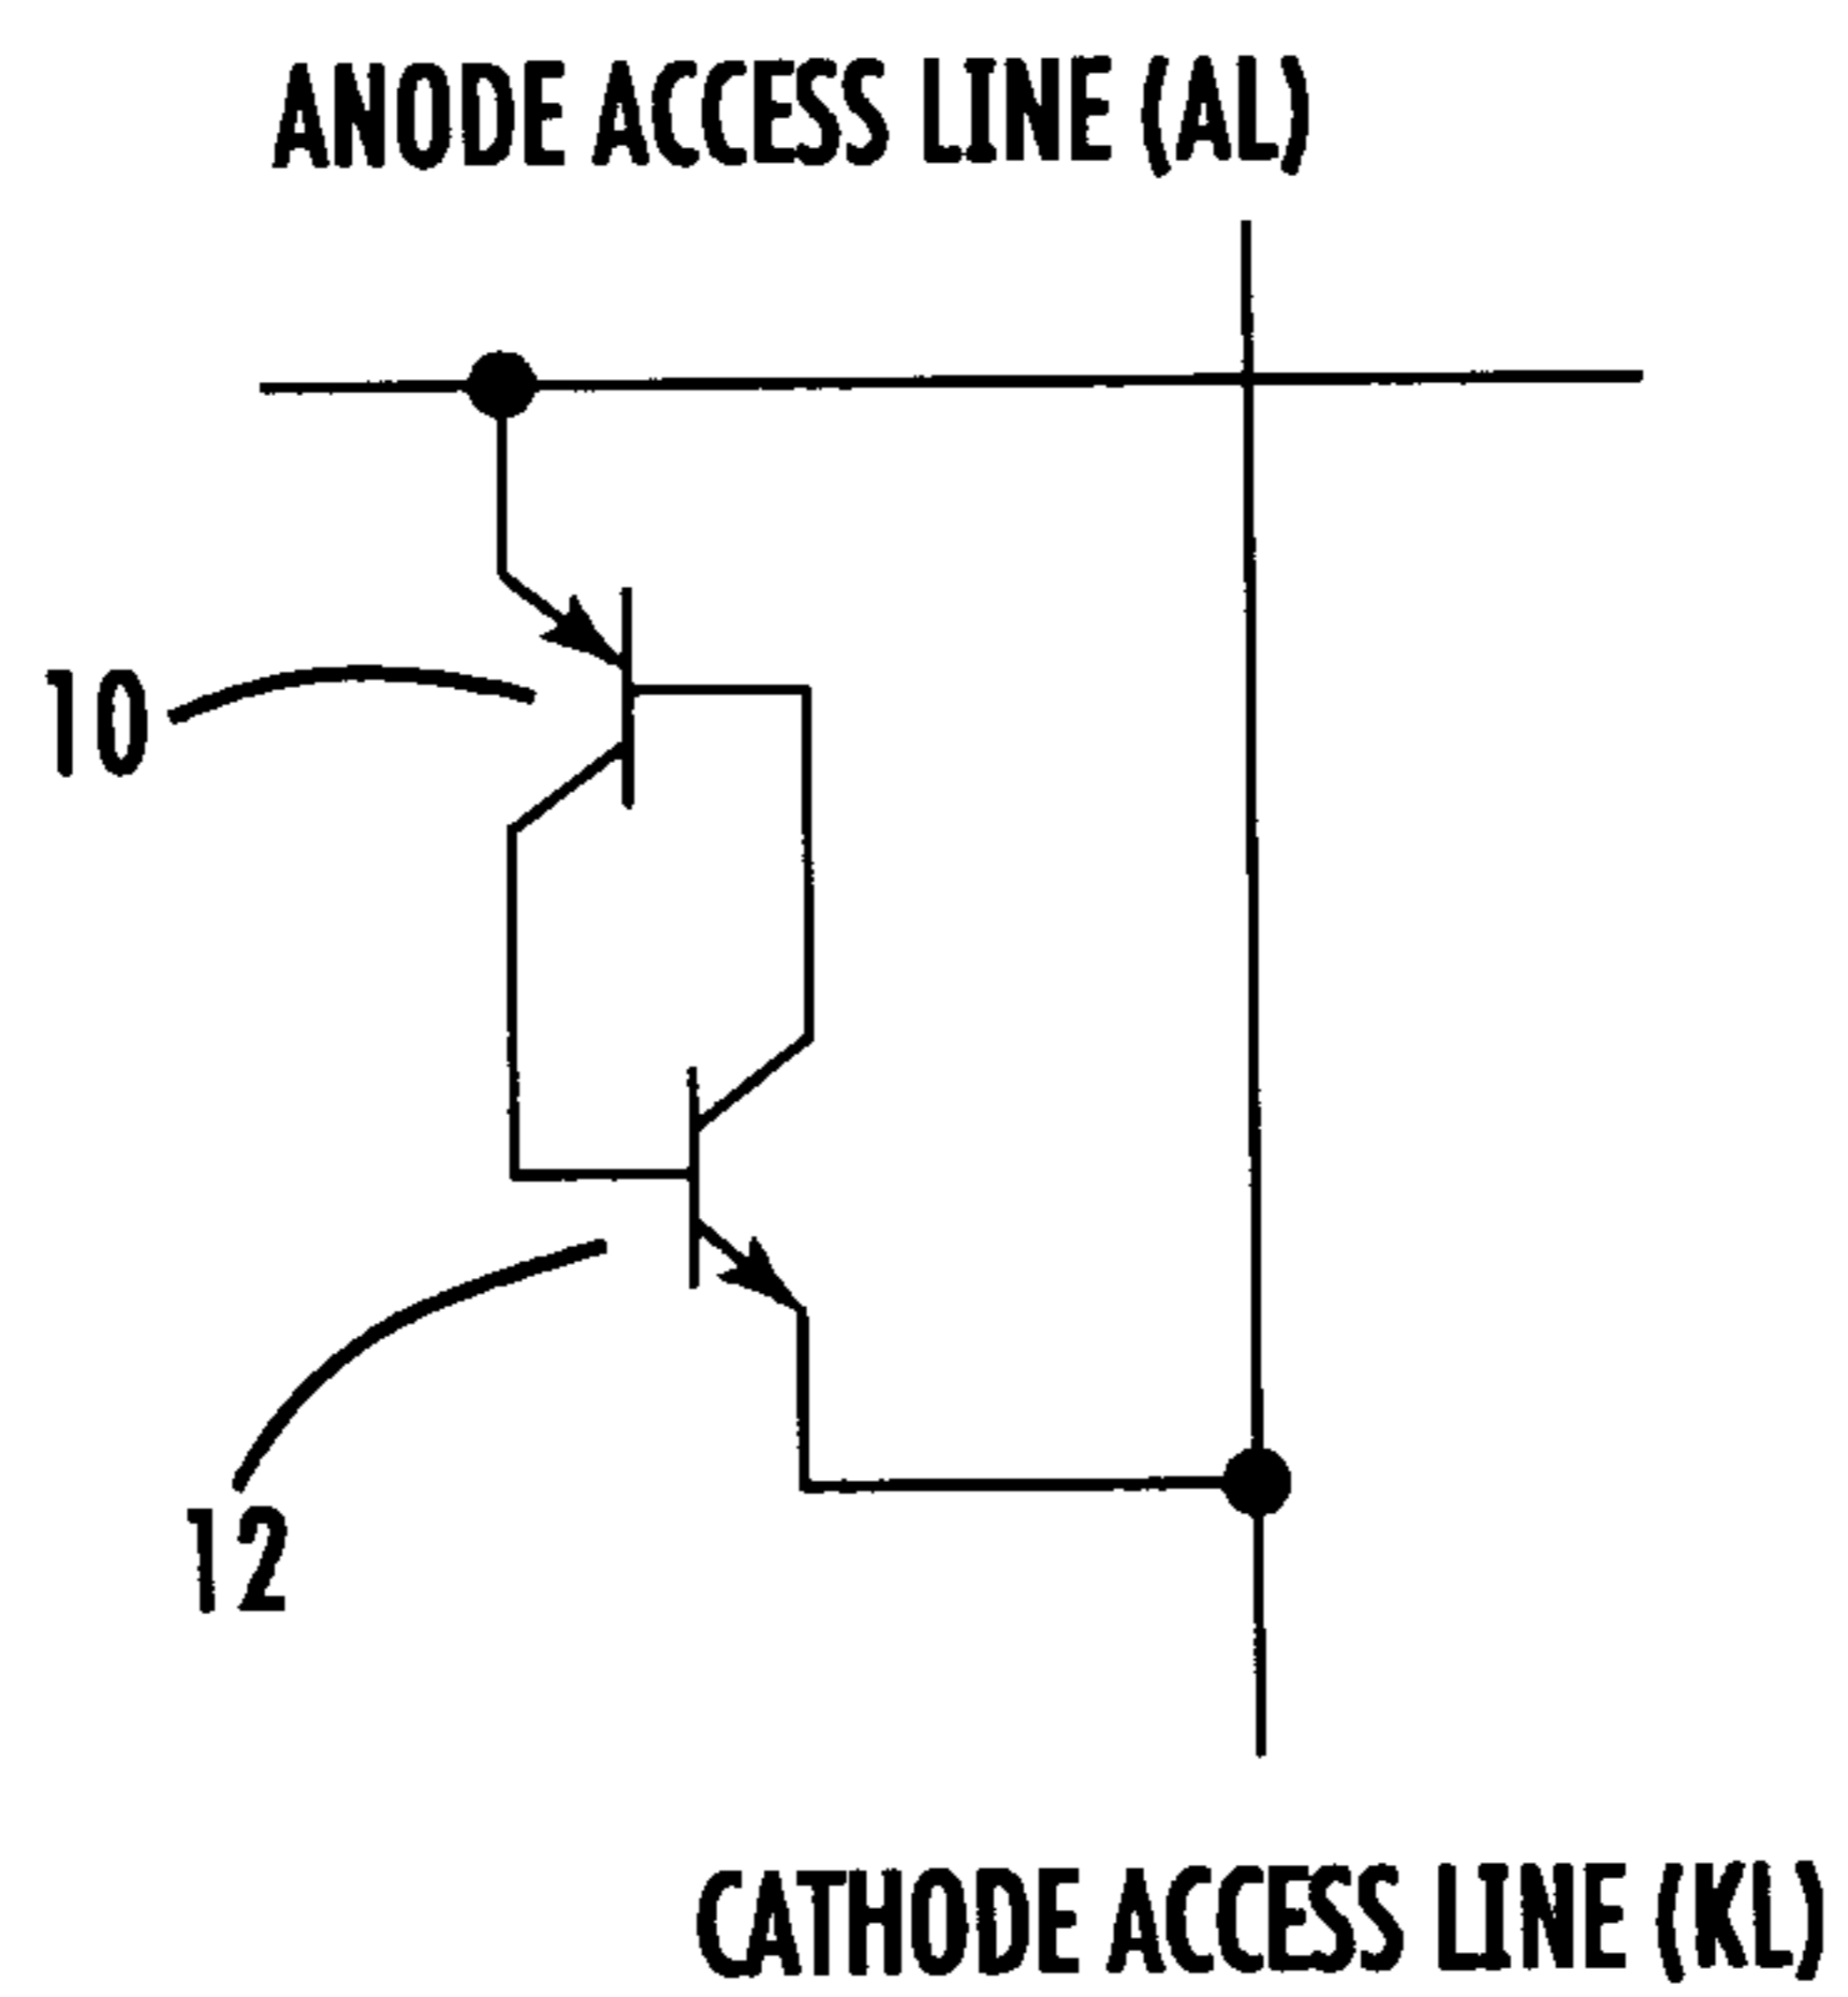 ANODE ACCESS LINE (AL)
10
12
CATHODE ACCESS LINE (KL)